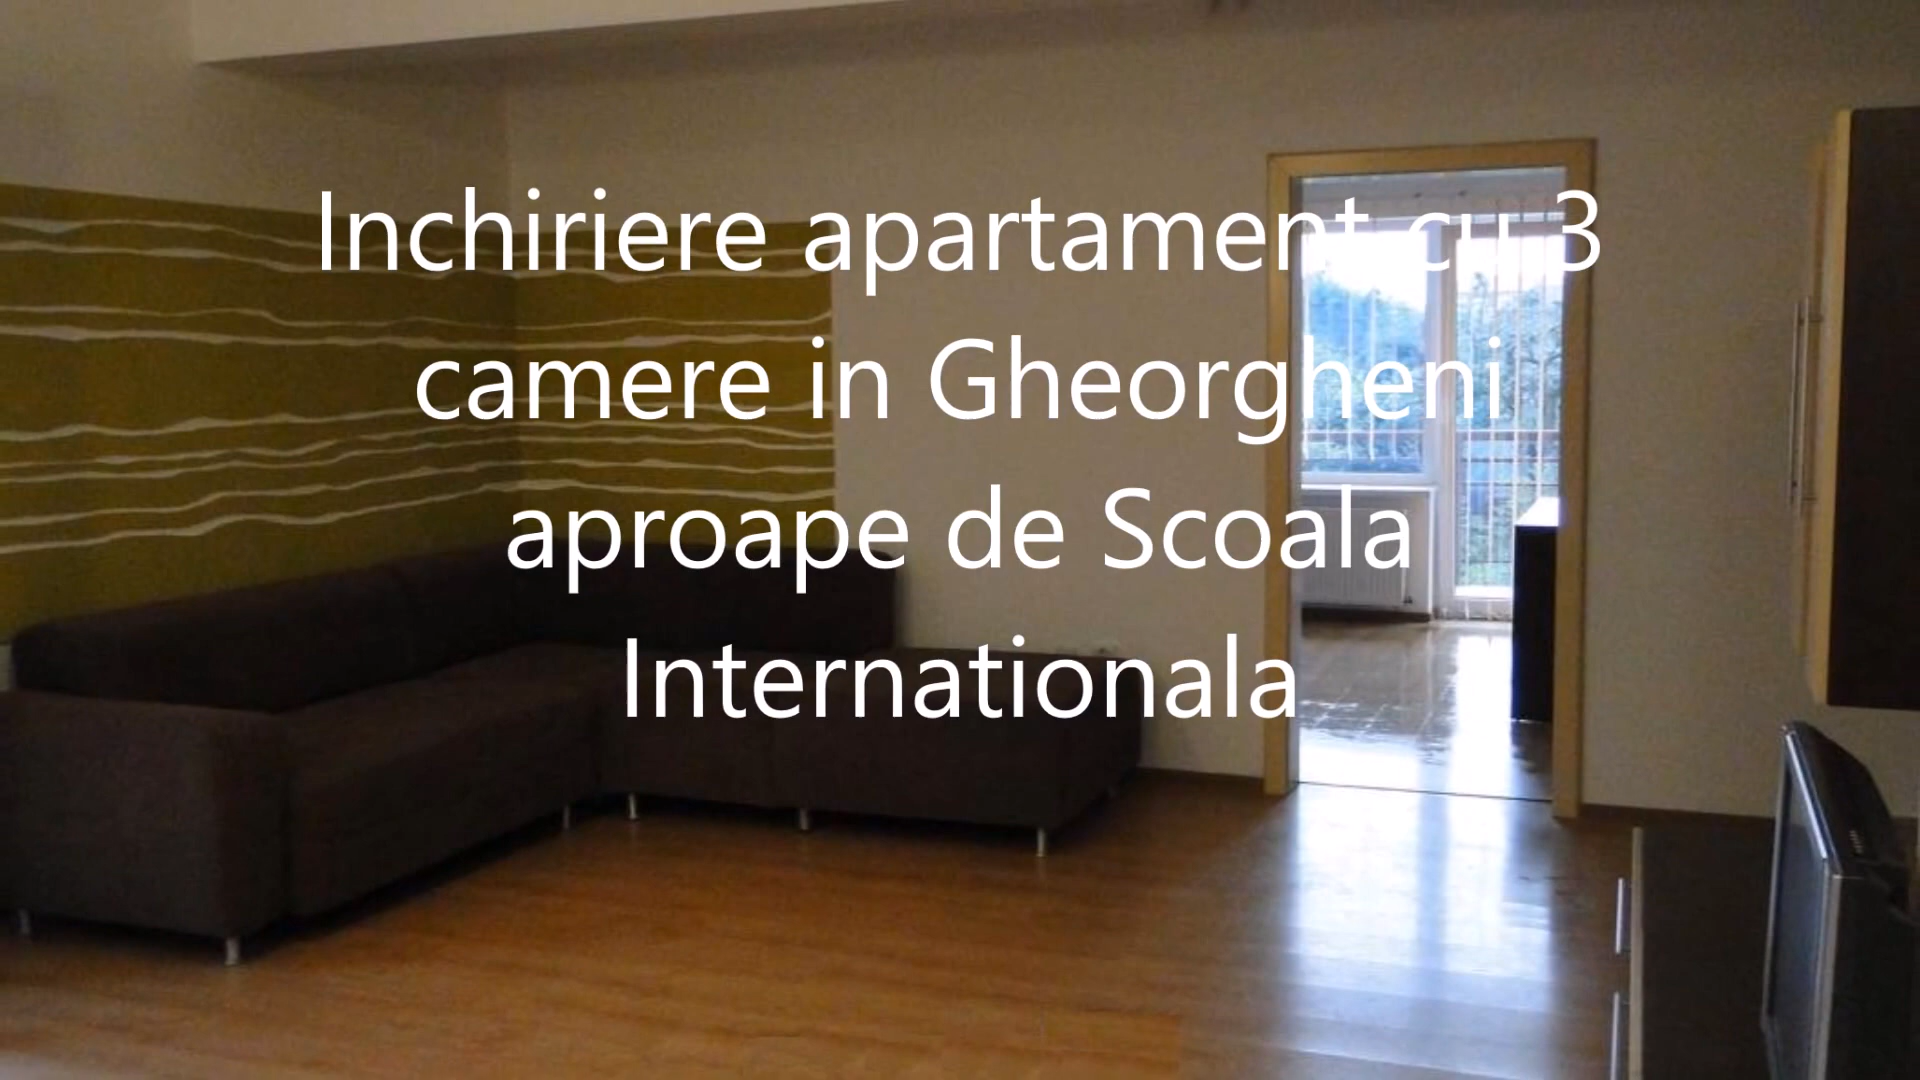 Inchiriere apartament cu 3
camere in Gheorgheni
aproape de Scoala
Internationala